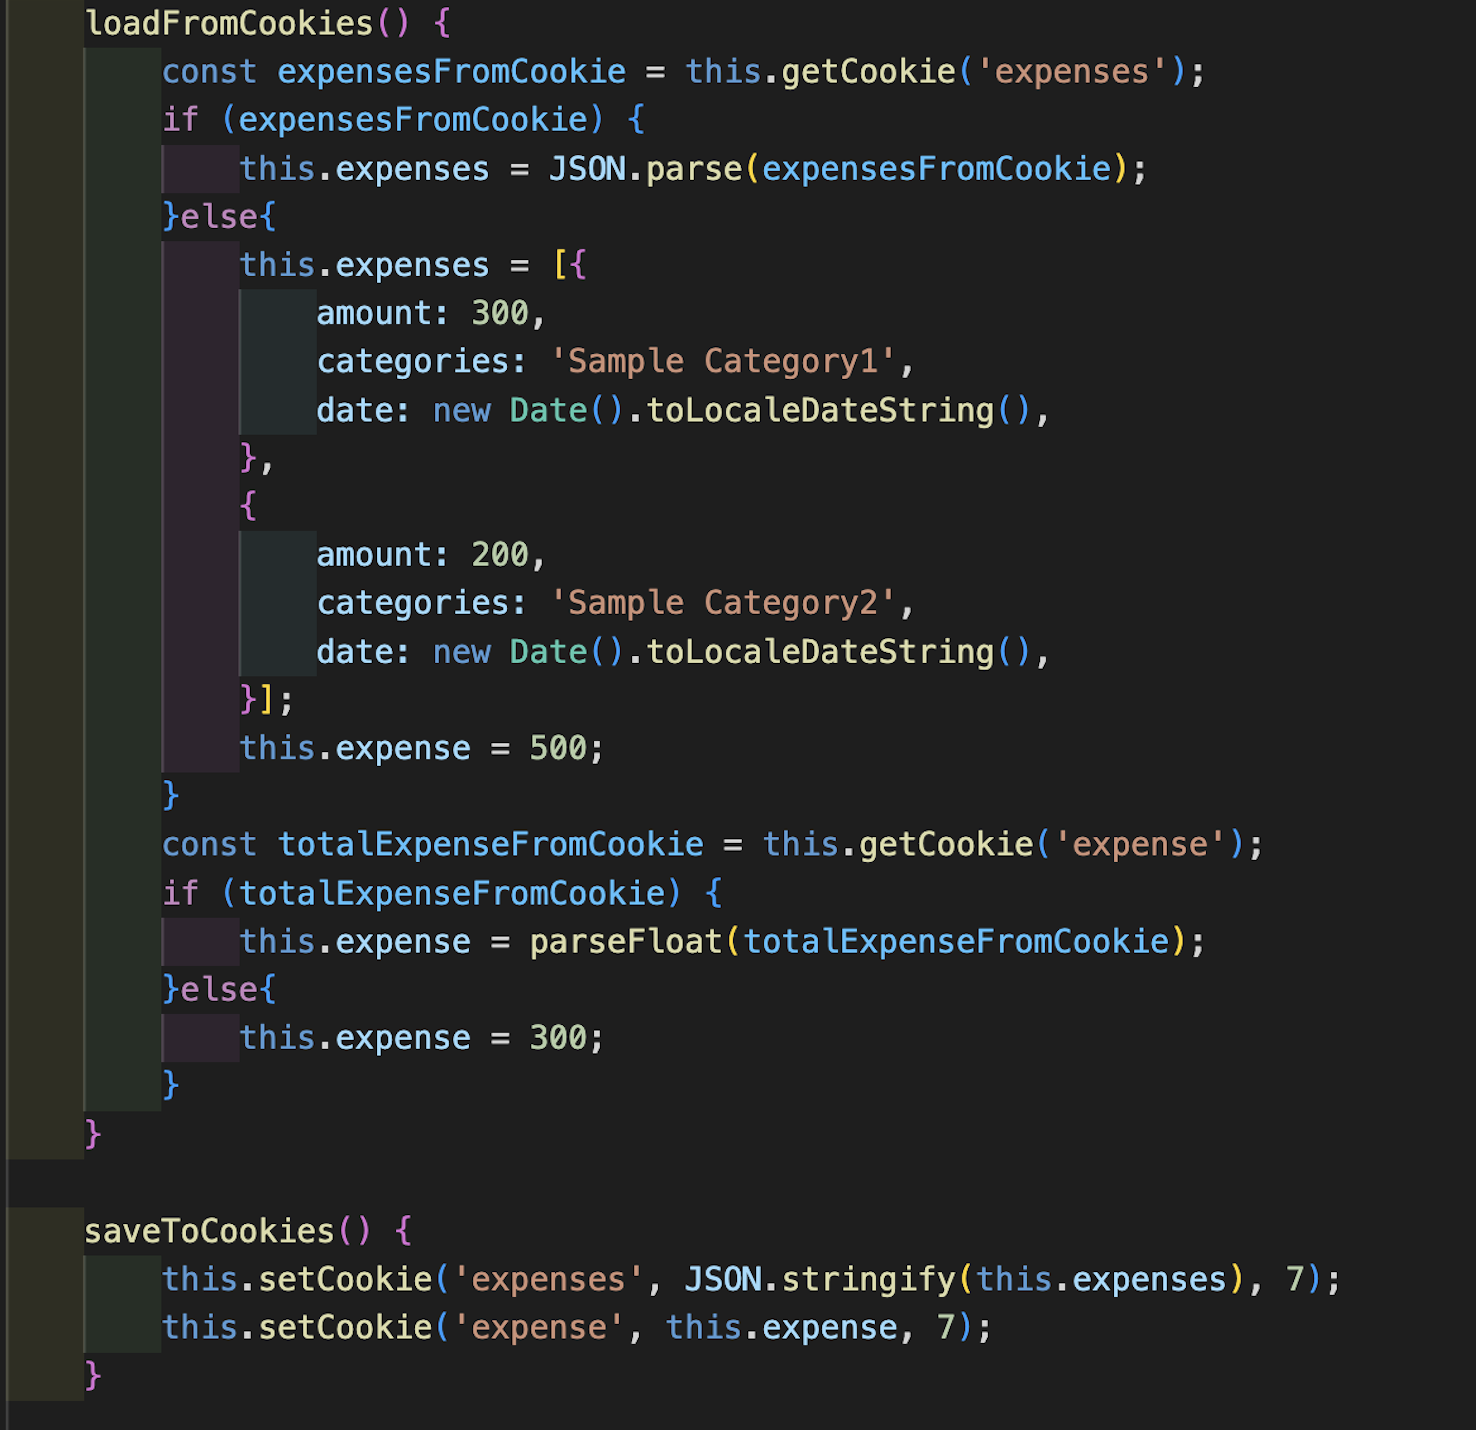 loadFromCookies() {
const expensesFromCookie = this.getCookie('expenses');
if (expensesFromCookie) {
this.expenses = JSON.parse(expensesFromCookie);
}else{
this.expenses = [{
amount: 300,
categories: 'Sample Category1',
date: new Date().toLocaleDateString(),
},
{
amount: 200,
categories: 'Sample Category2',
date: new Date().toLocaleDateString(),
}];
this.expense = 500;
}
const totalExpenseFromCookie = this.getCookie('expense');
if (totalExpenseFromCookie) {
this.expense = parseFloat(totalExpenseFromCookie);
}else{
this.expense = 300;
}
}
saveToCookies() {
this.setCookie('expenses', JSON.stringify(this.expenses), 7);
this.setCookie('expense', this.expense, 7);
}